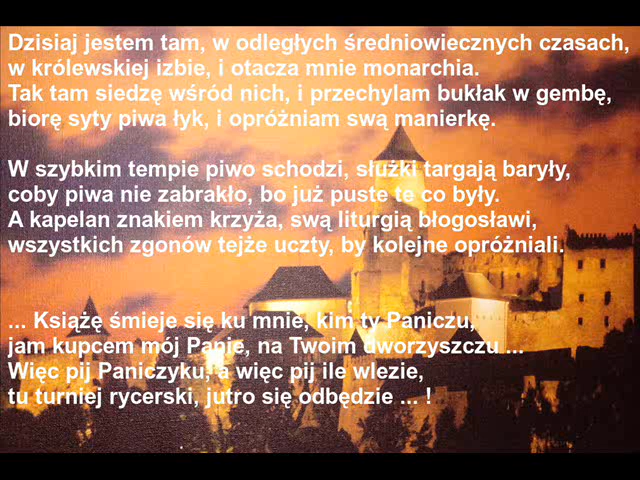 Dzisiaj jestem tam, w odległych średniowiecznych czasach,
w królewskiej izbie, i otacza mnie monarchia.
Tak tam siedzę wśród nich, i przechylam bukłak w gembę,
biorę syty piwa łyk, i opróżniam swą manierkę.
W szybkim tempie piwo schodzi, służki targają baryły,
coby piwa nie zabrakło, bo już puste te co były.
A kapelan znakiem krzyża, swą liturgią błogosławi,
wszystkich zgonów tejże uczty, by kolejne opróżniali.
... Książę śmieje się ku mnie, kim ty Paniczu,
jam kupcem mój Panie, na Twoim dworzyszczu ...
Więc pij Paniczyku, a więc pij ile wlezie,
tu turniej rycerski, jutro się odbędzie ... !